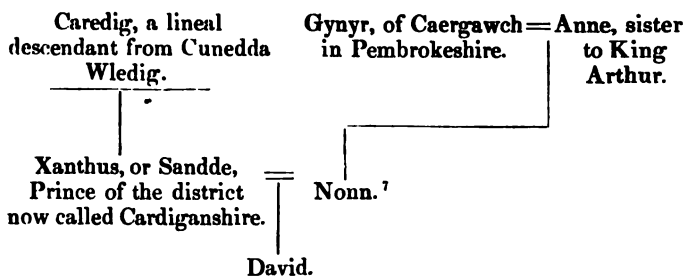 Caredig, a lineal
descendant from Cunedda
Wledig.
Gynyr, of Caergawch = Anne, sister
in Pembrokeshire. to King
Arthur.
Xanthus, or Sandde,
Prince of the district
now called Cardiganshire.
= Nonn. 7
David.